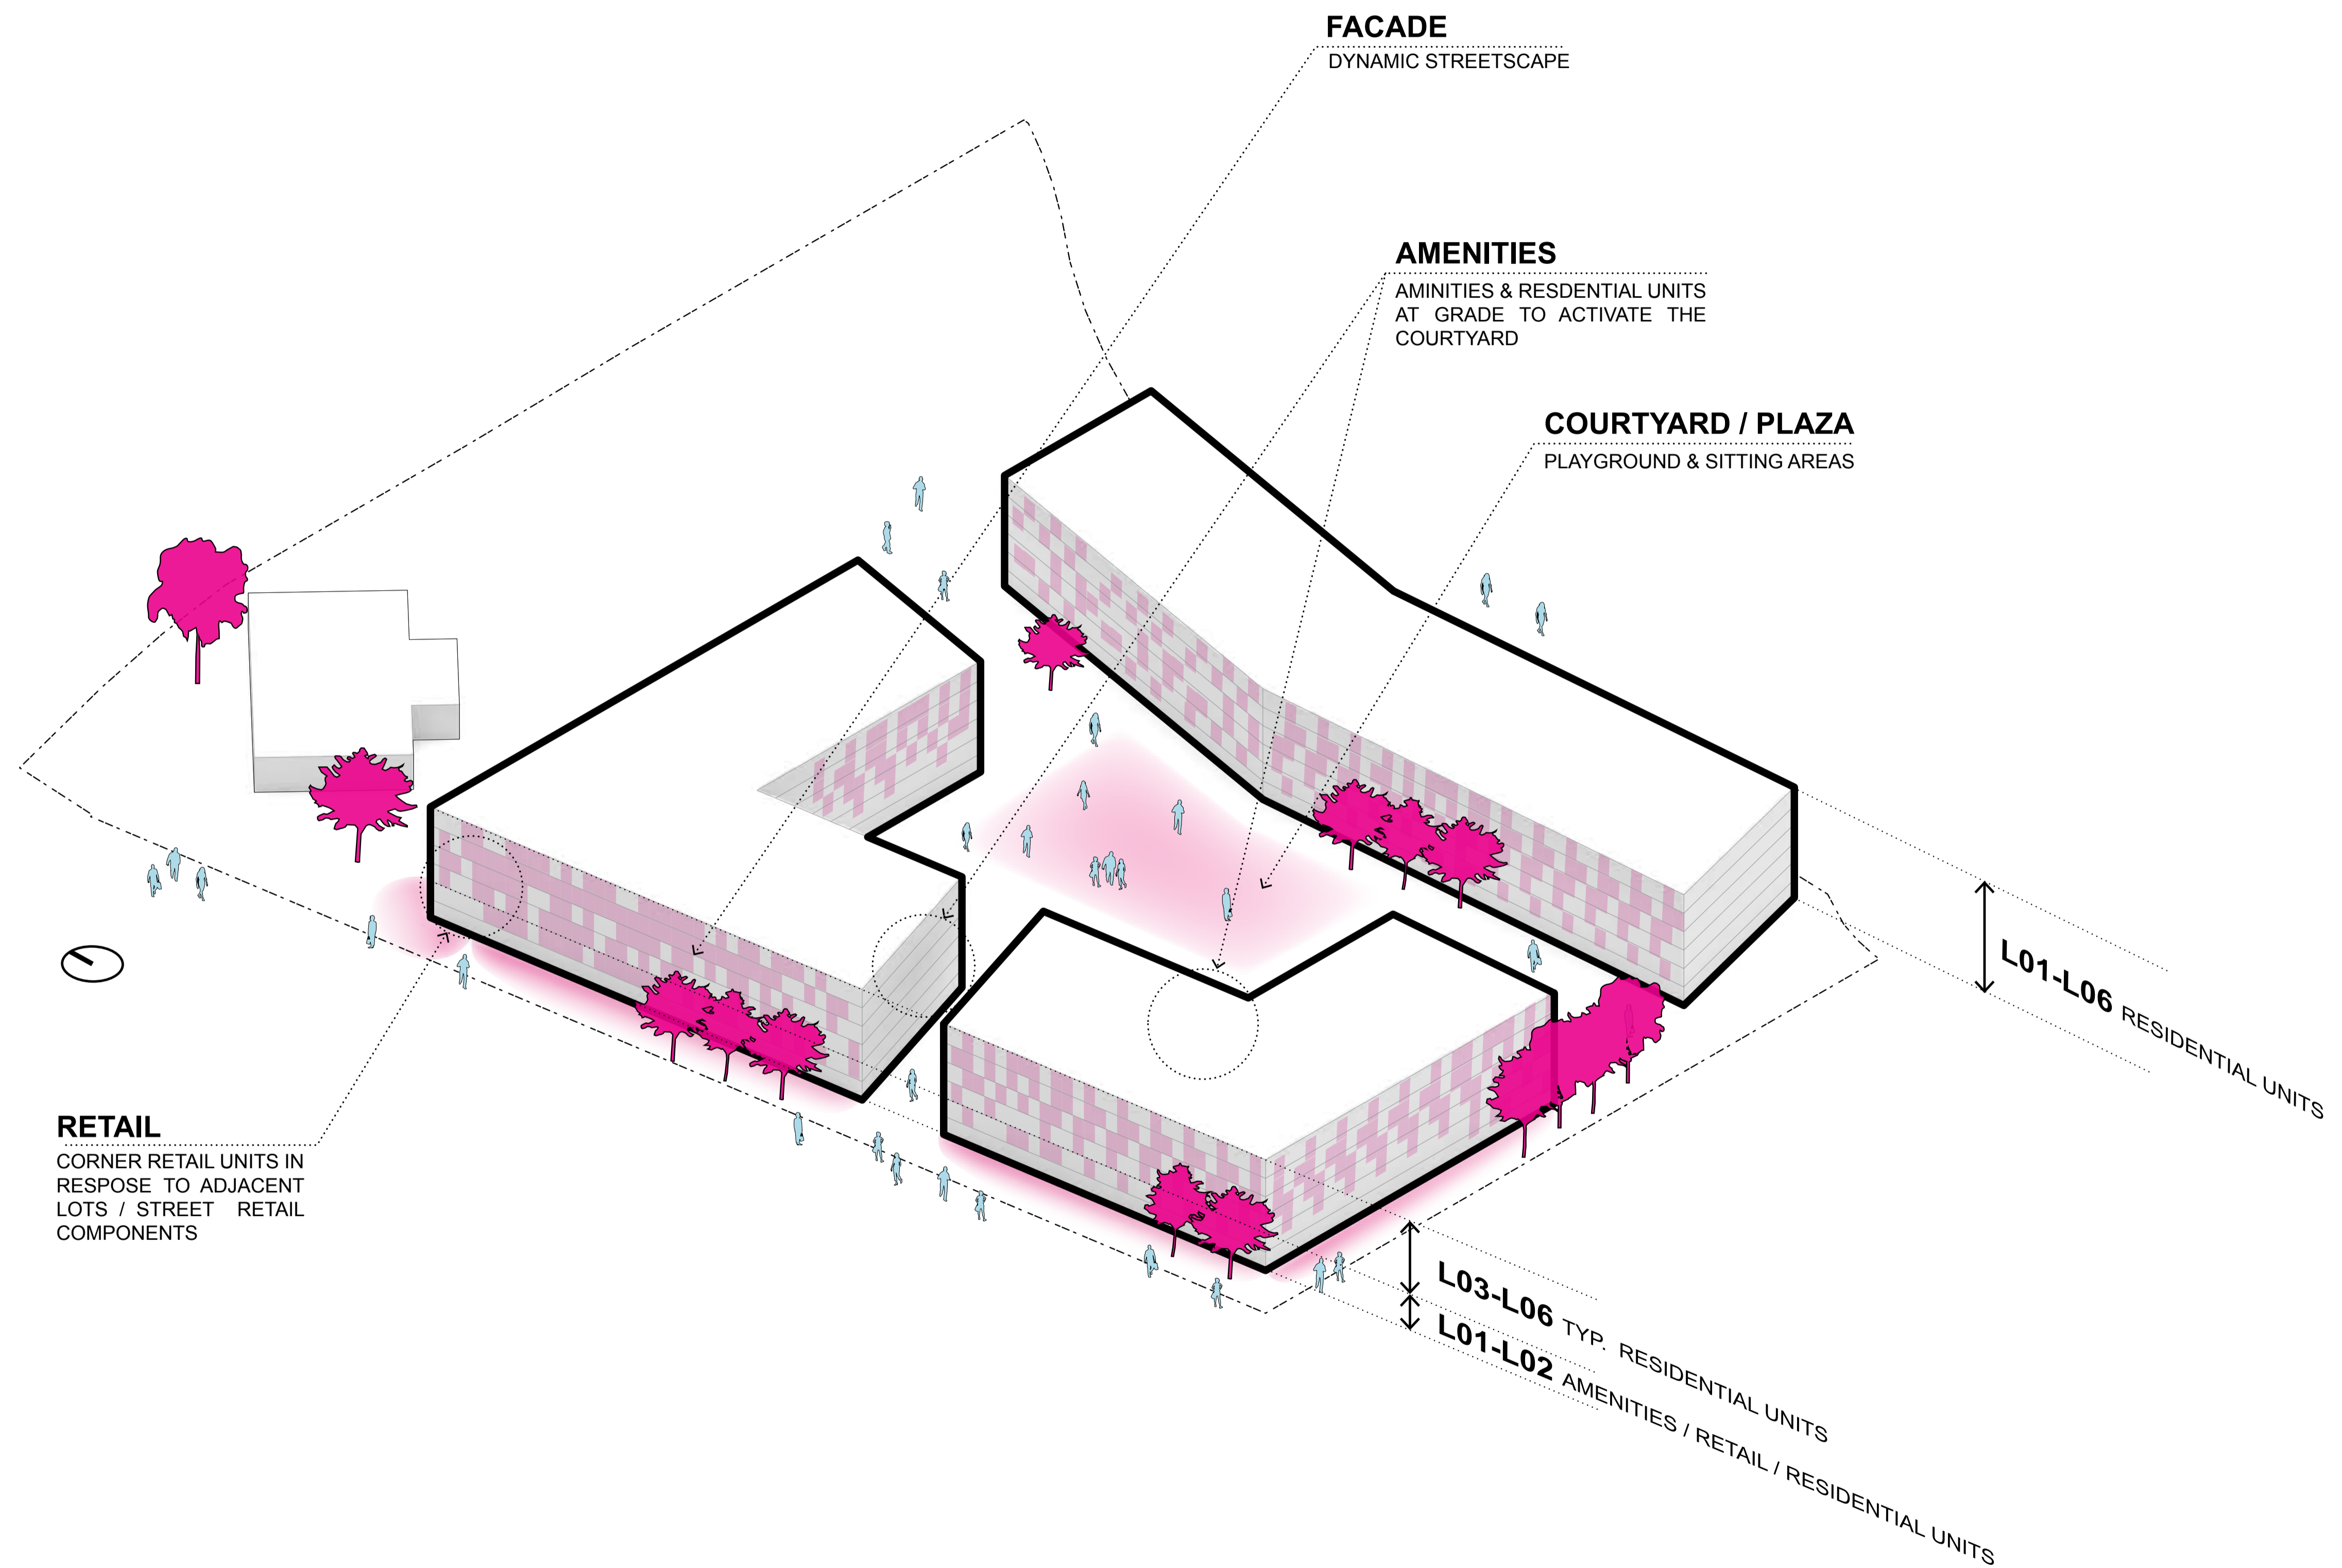 FACADE
DYNAMIC STREETSCAPE
AMENITIES
AMINITIES & RESDENTIAL UNITS
AT GRADE TO ACTIVATE THE
COURTYARD
COURTYARD / PLAZA
PLAYGROUND & SITTING AREAS
L01-L06 RESIDENTIAL UNITS
RETAIL
CORNER RETAIL UNITS IN
RESPOSE TO ADJACENT
LOTS / STREET RETAIL
COMPONENTS
L03-L06 TYP. RESIDENTIAL UNITS
L01-L02 AMENITIES / RETAIL / RESIDENTIAL UNITS